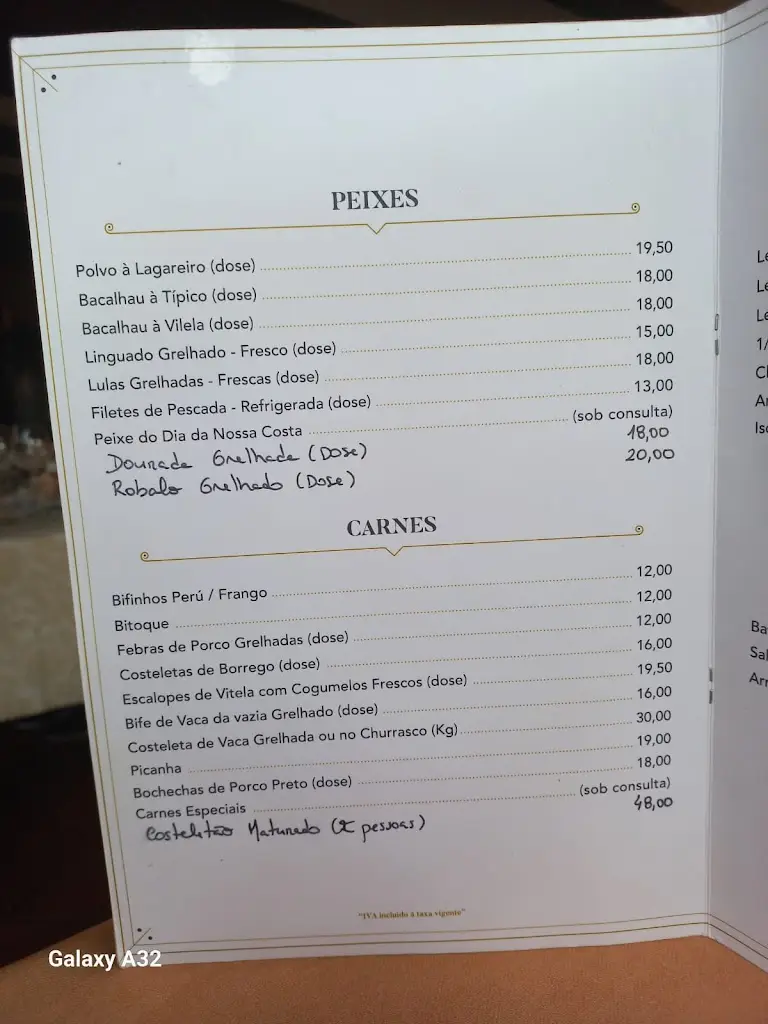 PEIXES
Polvo à Lagareiro (dose) 19,50
Bacalhau à Típico (dose) 18,00
Bacalhau à Vilela (dose) 18,00
Linguado Grelhado - Fresco (dose) 15,00
Lulas Grelhadas - Frescas (dose) 18,00
Filetes de Pescada - Refrigerada (dose) 13,00
Peixe do Dia da Nossa Costa (sob consulta)
Dourada Grelhada (Dose) 18,00
Robalo Grelhado (Dose) 20,00
CARNES
Bifinhos Perú / Frango 12,00
Bitoque 12,00
Febras de Porco Grelhadas (dose) 12,00
Costeletas de Borrego (dose) 16,00
Escalopes de Vitela com Cogumelos Frescos (dose) 19,50
Bife de Vaca da vazia Grelhado (dose) 16,00
Costeleta de Vaca Grelhada ou no Churrasco (Kg) 30,00
Picanha 19,00
Bochechas de Porco Preto (dose) 18,00
Carnes Especiais (sob consulta)
Costelitão Maturado (2 pessoas) 48,00
"IVA incluído à taxa vigente"
Galaxy A32